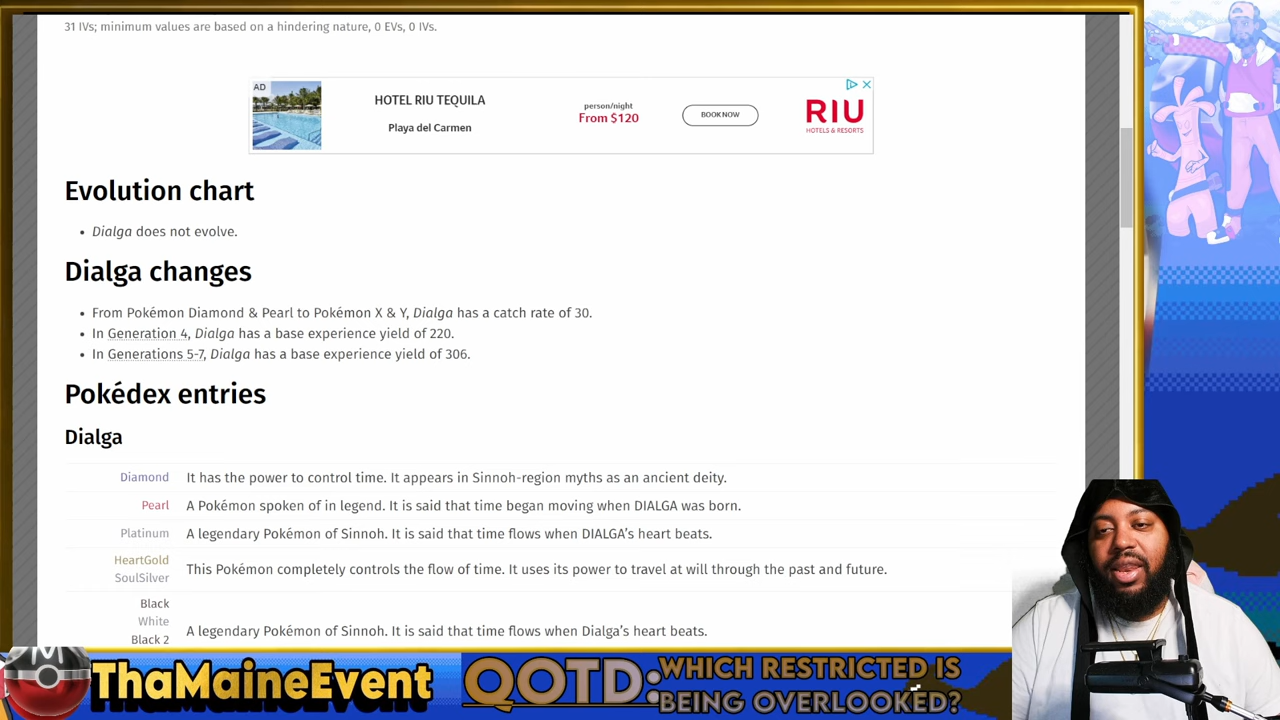 31 IVs; minimum values are based on a hindering nature, 0 EVs, 0 IVs.
AD
HOTEL RIU TEQUILA
Playa del Carmen
person/night
From $120
BOOK NOW
RIU
HOTELS & RESORTS
Evolution chart
• Dialga does not evolve.
Dialga changes
• From Pokémon Diamond & Pearl to Pokémon X & Y, Dialga has a catch rate of 30.
• In Generation 4, Dialga has a base experience yield of 220.
• In Generations 5-7, Dialga has a base experience yield of 306.
Pokédex entries
Dialga
Diamond It has the power to control time. It appears in Sinnoh-region myths as an ancient deity.
Pearl A Pokémon spoken of in legend. It is said that time began moving when DIALGA was born.
Platinum A legendary Pokémon of Sinnoh. It is said that time flows when DIALGA’s heart beats.
HeartGold
SoulSilver
This Pokémon completely controls the flow of time. It uses its power to travel at will through the past and future.
Black
White
Black 2
A legendary Pokémon of Sinnoh. It is said that time flows when Dialga’s heart beats.
M
ThaMaineEvent
QOTD: WHICH RESTRICTED IS
BEING OVERLOOKED?